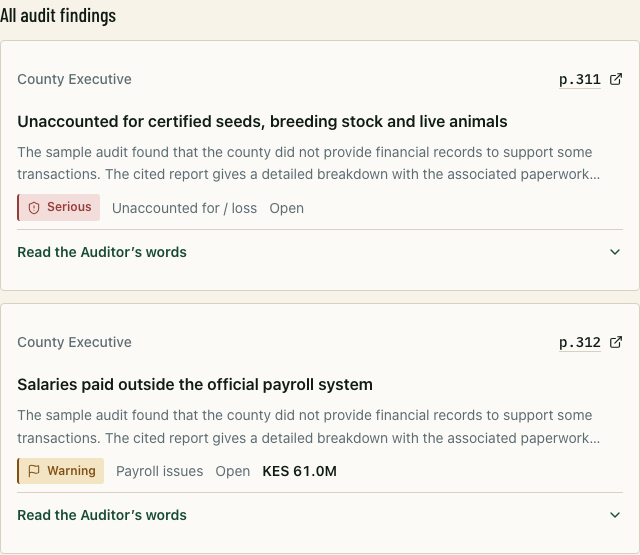 All audit findings
County Executive
p.311
Unaccounted for certified seeds, breeding stock and live animals
The sample audit found that the county did not provide financial records to support some
transactions. The cited report gives a detailed breakdown with the associated paperwork...
Serious Unaccounted for / loss Open
Read the Auditor’s words
County Executive
p.312
Salaries paid outside the official payroll system
The sample audit found that the county did not provide financial records to support some
transactions. The cited report gives a detailed breakdown with the associated paperwork...
Warning Payroll issues Open KES 61.0M
Read the Auditor’s words